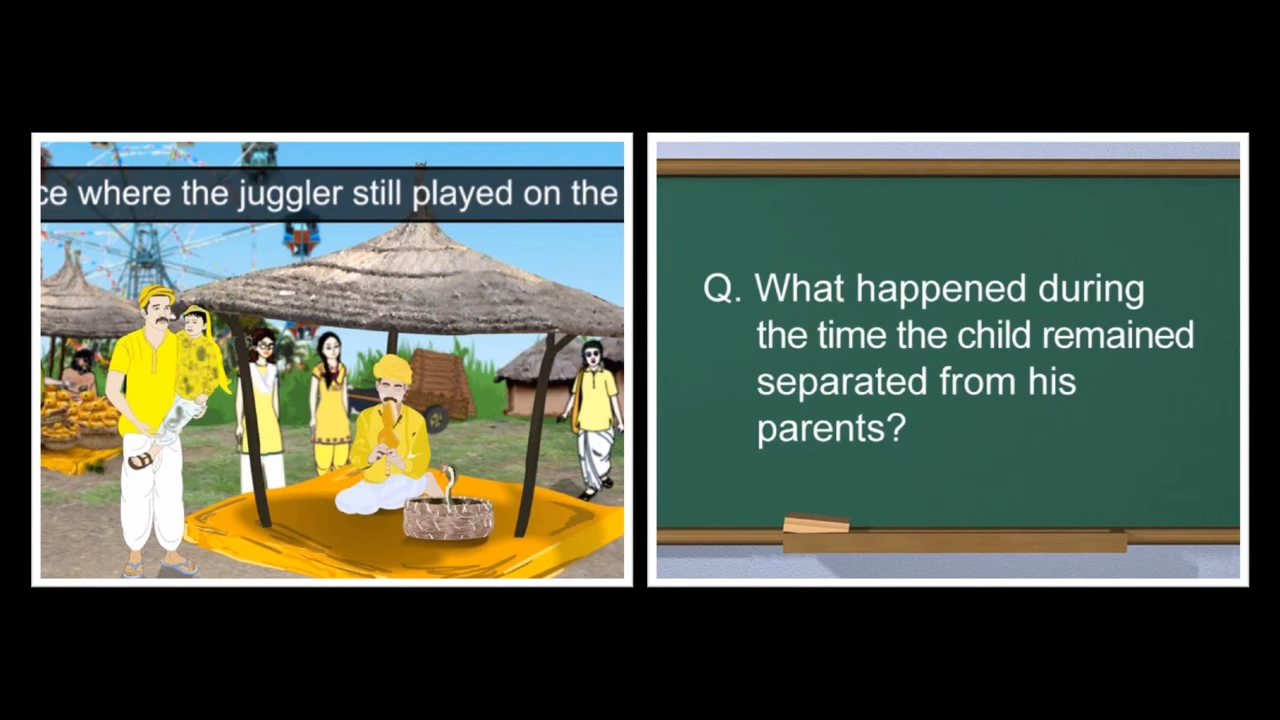 ce where the juggler still played on the
Q. What happened during
the time the child remained
separated from his
parents?